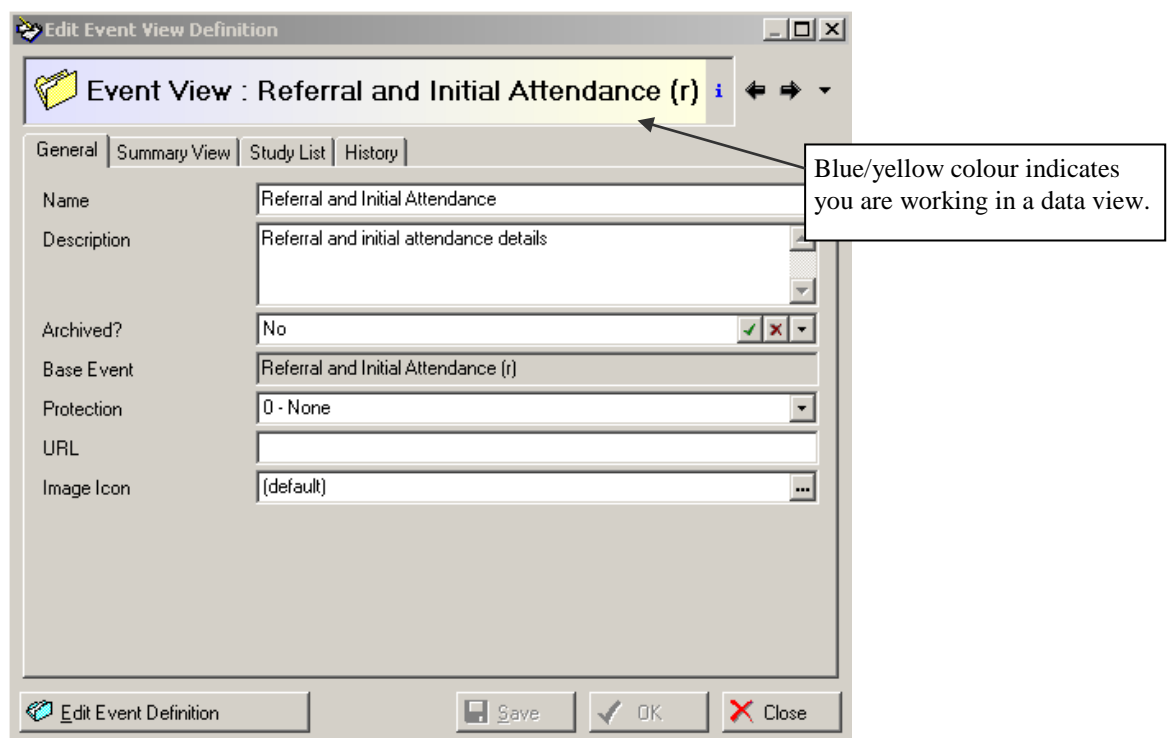 Edit Event View Definition
Event View : Referral and Initial Attendance (r) i
General Summary View Study List History
Blue/yellow colour indicates
you are working in a data view.
Name Referral and Initial Attendance
Description Referral and initial attendance details
Archived? No
Base Event Referral and Initial Attendance (r)
Protection 0 - None
URL
Image Icon (default) ...
Edit Event Definition Save OK Close